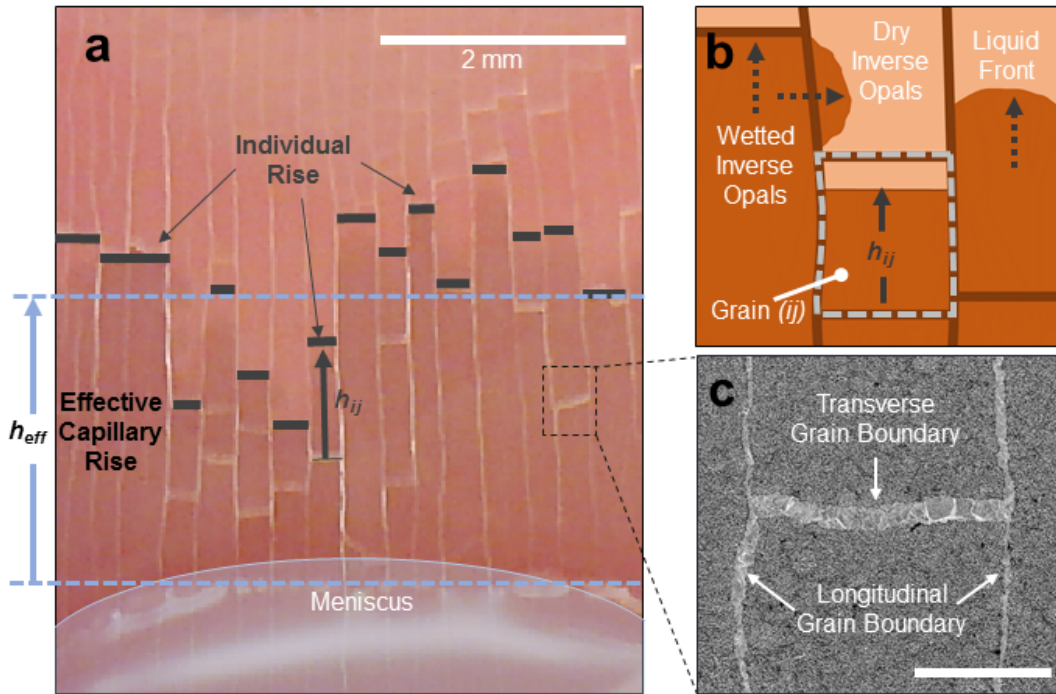 a
2 mm
Individual
Rise
h_ij
Effective
Capillary
Rise
h_eff
Meniscus
b
Dry
Inverse
Opals
Liquid
Front
Wetted
Inverse
Opals
h_ij
Grain (ij)
c
Transverse
Grain Boundary
Longitudinal
Grain Boundary